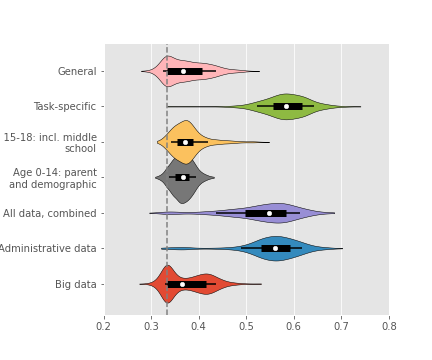 General
Task-specific
15-18: incl. middle
school
Age 0-14: parent
and demographic
All data, combined
Administrative data
Big data
0.2 0.3 0.4 0.5 0.6 0.7 0.8